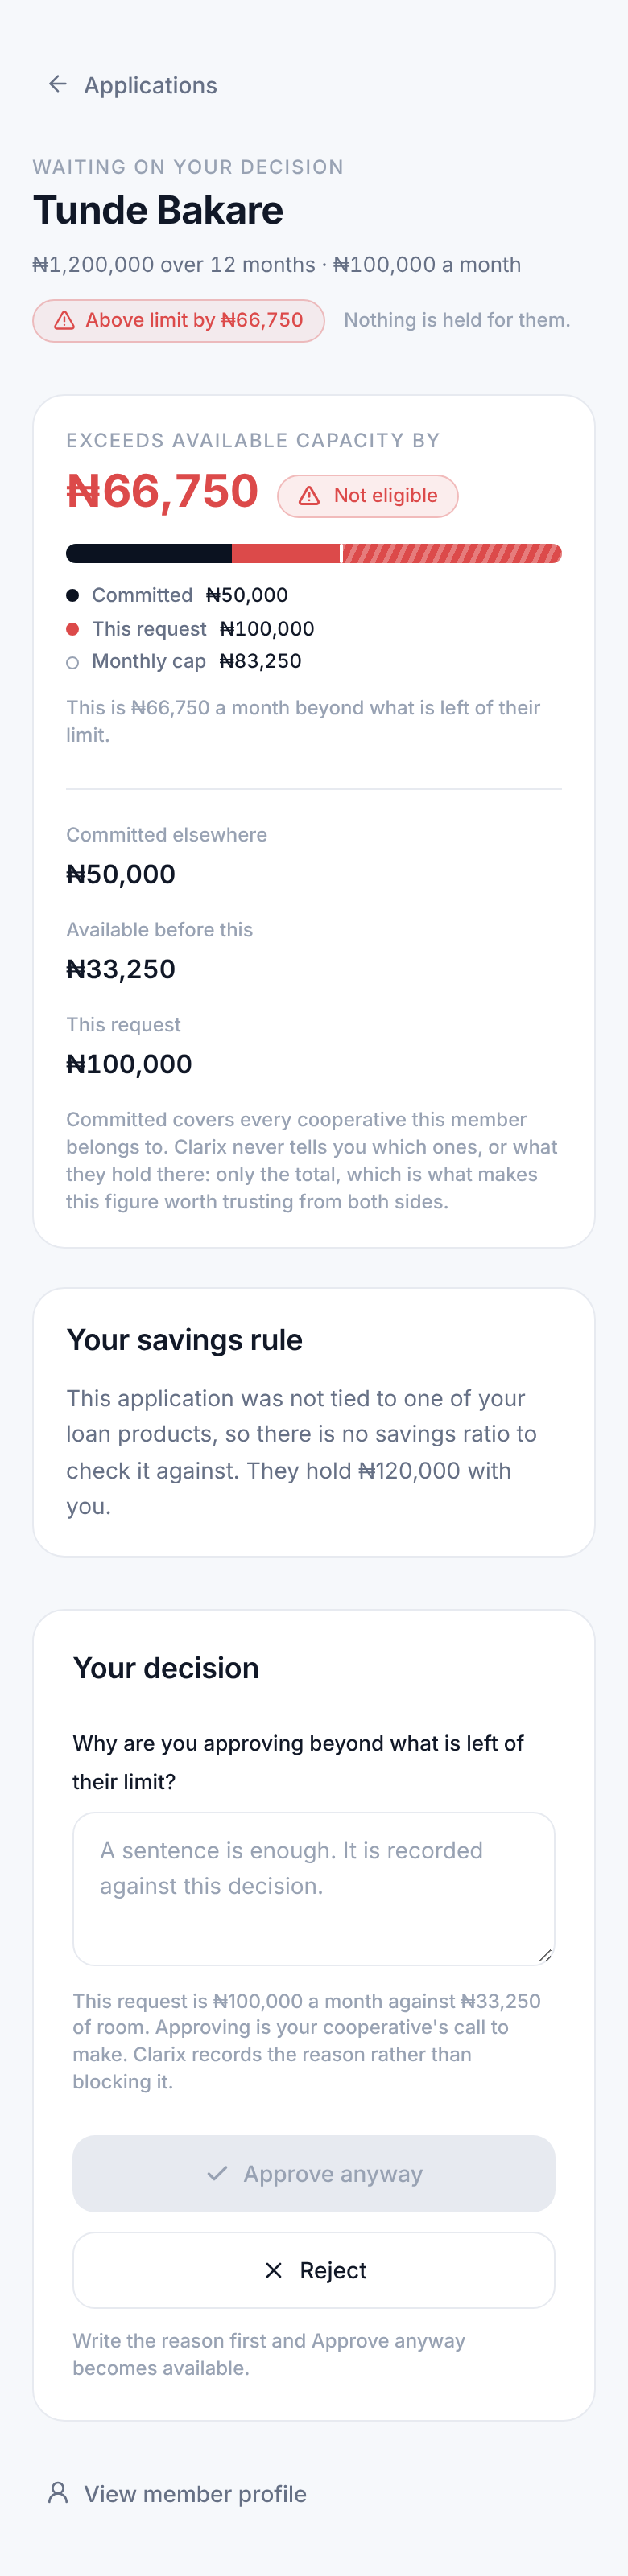 Applications
WAITING ON YOUR DECISION
Tunde Bakare
₦1,200,000 over 12 months · ₦100,000 a month
Above limit by ₦66,750
Nothing is held for them.
EXCEEDS AVAILABLE CAPACITY BY
₦66,750
Not eligible
Committed ₦50,000
This request ₦100,000
Monthly cap ₦83,250
This is ₦66,750 a month beyond what is left of their
limit.
Committed elsewhere
₦50,000
Available before this
₦33,250
This request
₦100,000
Committed covers every cooperative this member
belongs to. Clarix never tells you which ones, or what
they hold there: only the total, which is what makes
this figure worth trusting from both sides.
Your savings rule
This application was not tied to one of your
loan products, so there is no savings ratio to
check it against. They hold ₦120,000 with
you.
Your decision
Why are you approving beyond what is left of
their limit?
A sentence is enough. It is recorded
against this decision.
This request is ₦100,000 a month against ₦33,250
of room. Approving is your cooperative's call to
make. Clarix records the reason rather than
blocking it.
Approve anyway
Reject
Write the reason first and Approve anyway
becomes available.
View member profile